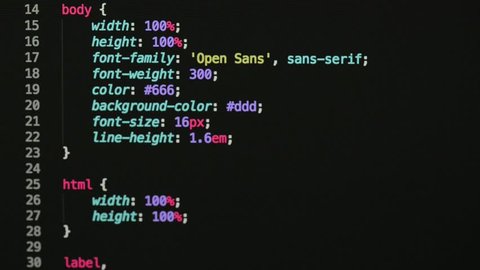 14 body {
15 width: 100%;
16 height: 100%;
17 font-family: 'Open Sans', sans-serif;
18 font-weight: 300;
19 color: #666;
20 background-color: #ddd;
21 font-size: 16px;
22 line-height: 1.6em;
23 }
24
25 html {
26 width: 100%;
27 height: 100%;
28 }
29
30 label,